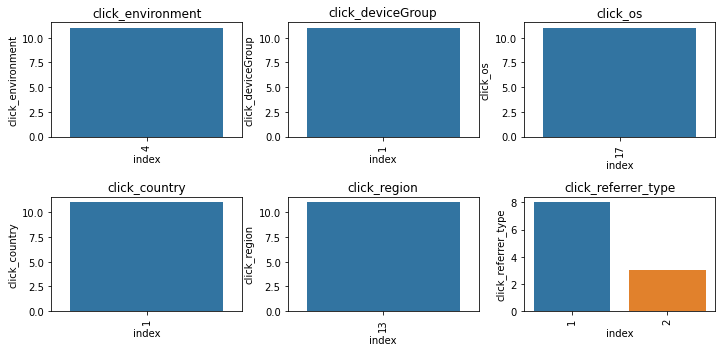 click_environment
click_environment
10.0
7.5
5.0
2.5
0.0
4
index
click_deviceGroup
click_deviceGroup
10.0
7.5
5.0
2.5
0.0
1
index
click_os
click_os
10.0
7.5
5.0
2.5
0.0
17
index
click_country
click_country
10.0
7.5
5.0
2.5
0.0
1
index
click_region
click_region
10.0
7.5
5.0
2.5
0.0
13
index
click_referrer_type
click_referrer_type
8
6
4
2
0
1
2
index